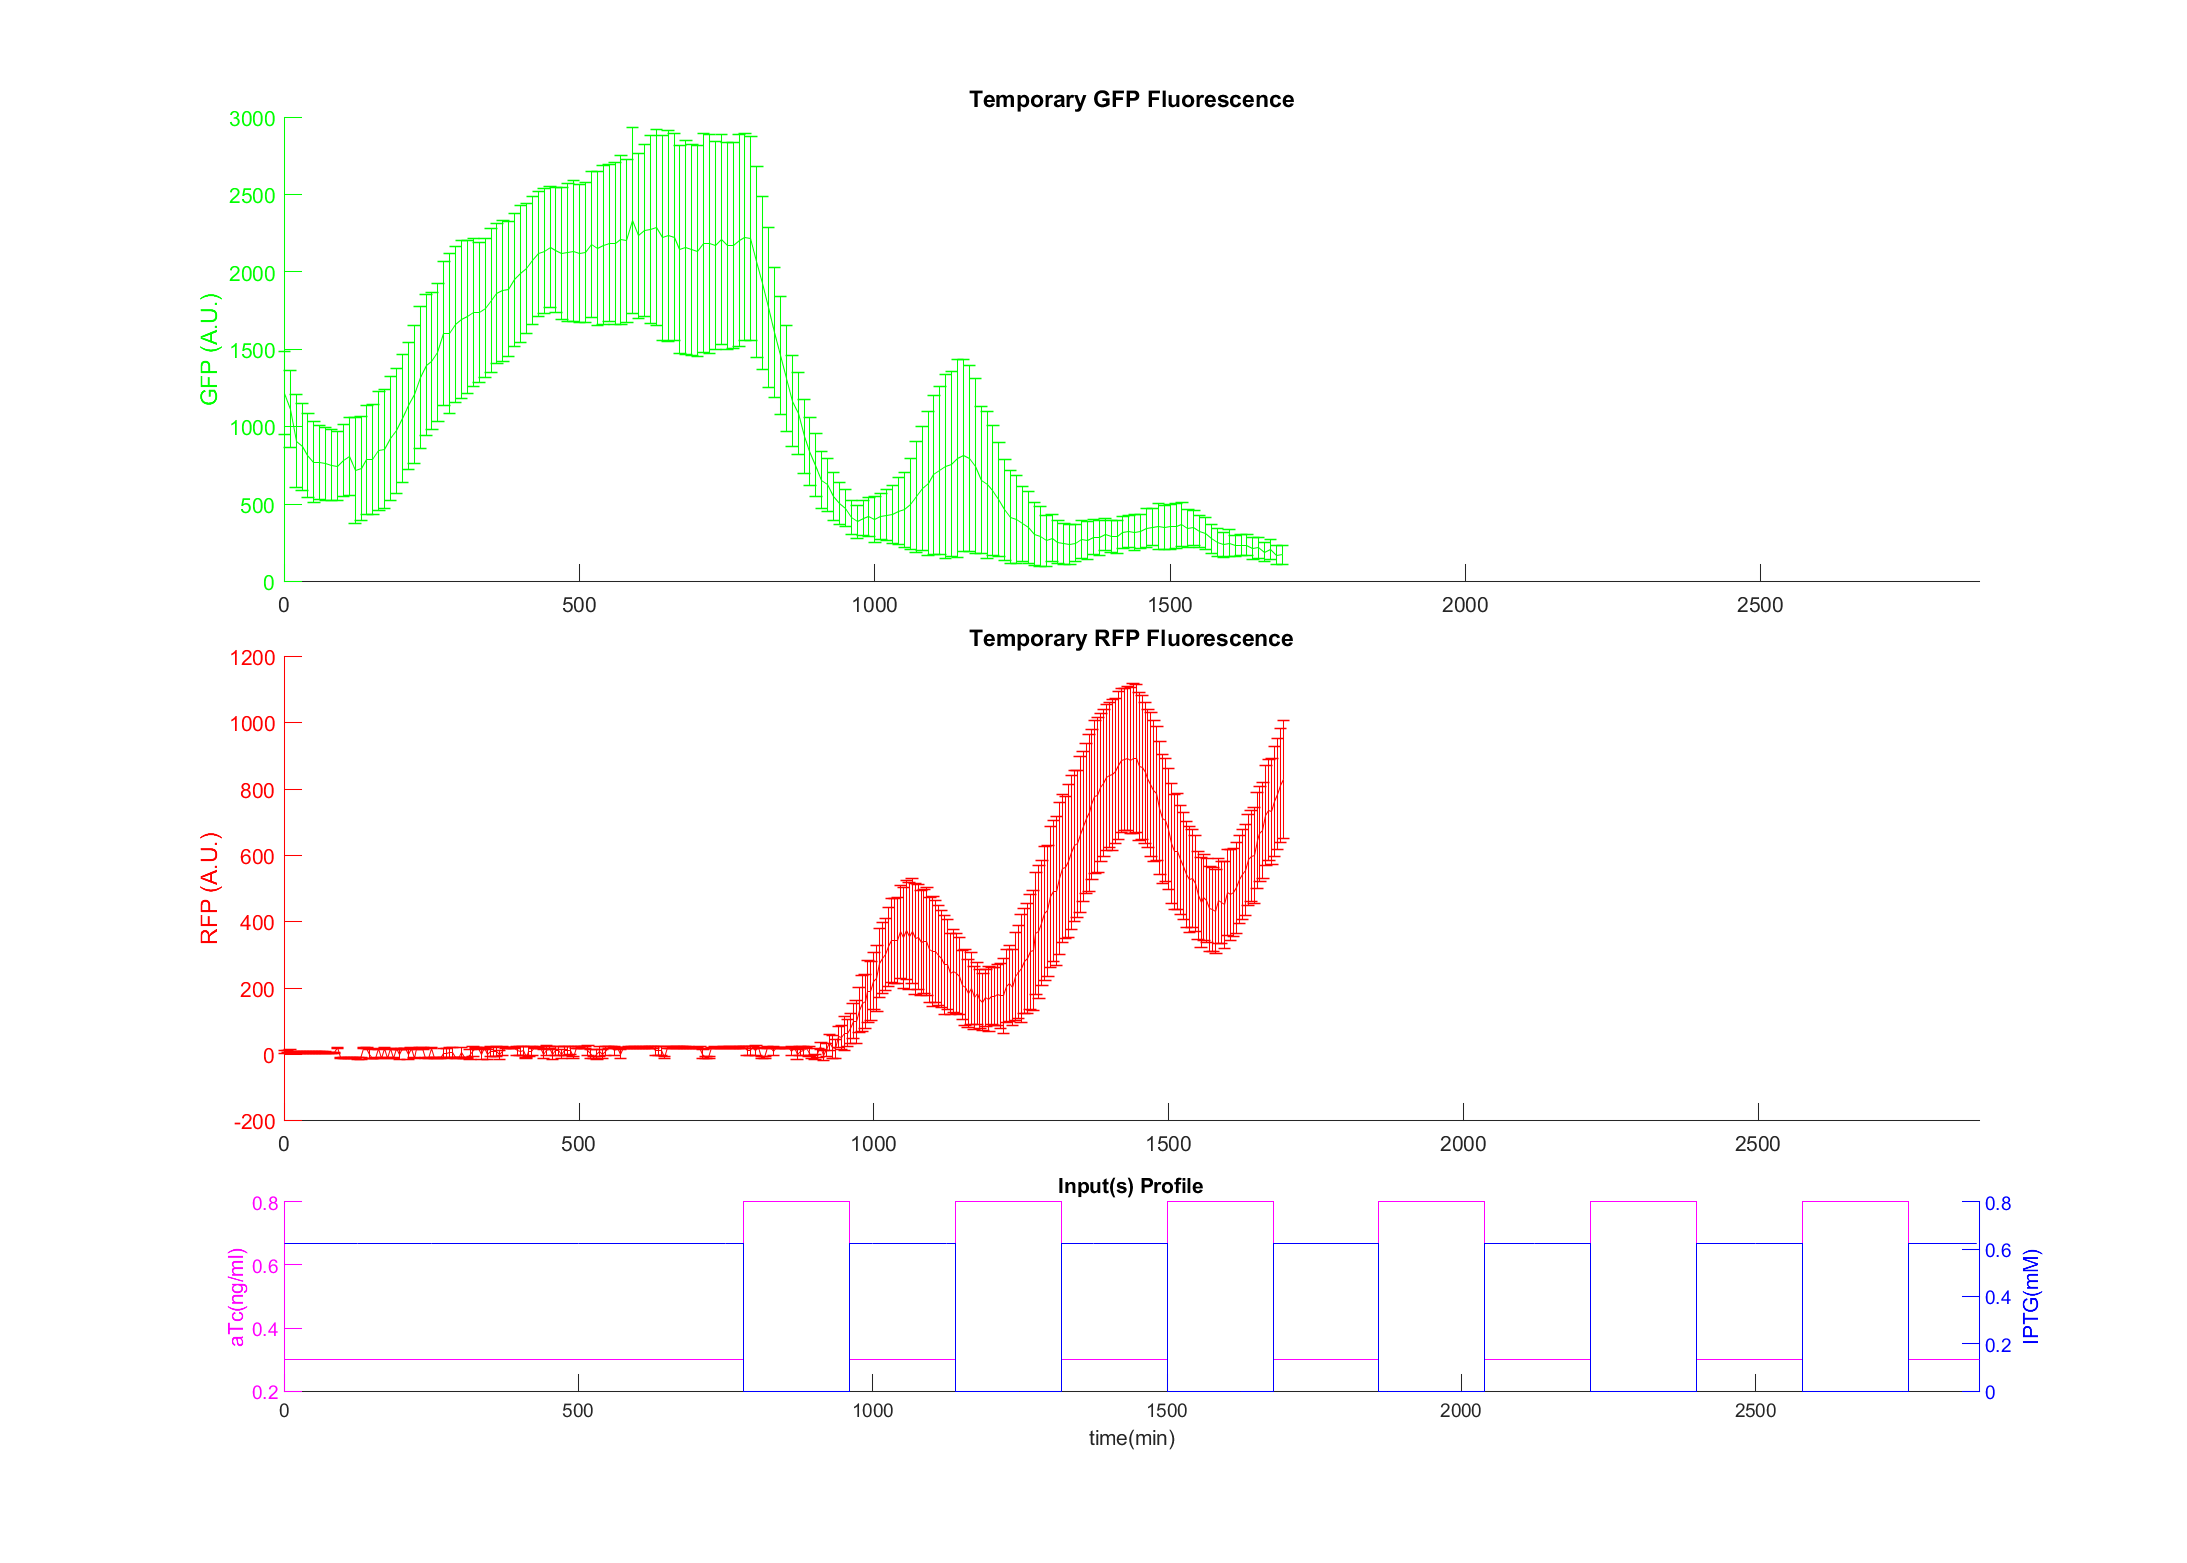 Temporary GFP Fluorescence
GFP (A.U.)
3000
2500
2000
1500
1000
500
0
0 500 1000 1500 2000 2500
Temporary RFP Fluorescence
RFP (A.U.)
1200
1000
800
600
400
200
0
-200
0 500 1000 1500 2000 2500
Input(s) Profile
aTc(ng/ml)
0.8
0.6
0.4
0.2
IPTG(mM)
0.8
0.6
0.4
0.2
0
0 500 1000 1500 2000 2500
time(min)